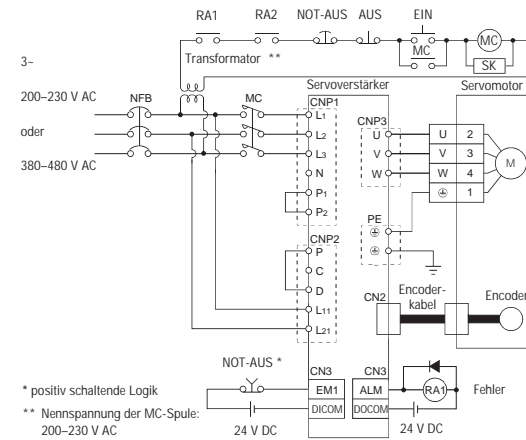 RA1 RA2 NOT-AUS AUS EIN
MC
MC
SK
3~
Transformator **
200–230 V AC
NFB
MC
oder
380–480 V AC
Servoverstärker
Servomotor
CNP1
L1
L2
L3
N
P1
P2
CNP3
U
V
W
U 2
V 3
W 4
1
M
PE
CNP2
P
C
D
L11
L21
CN2
Encoder-
kabel
Encoder
NOT-AUS *
CN3
EM1
DICOM
24 V DC
CN3
ALM
DOCOM
24 V DC
RA1
Fehler
* positiv schaltende Logik
** Nennspannung der MC-Spule:
200–230 V AC